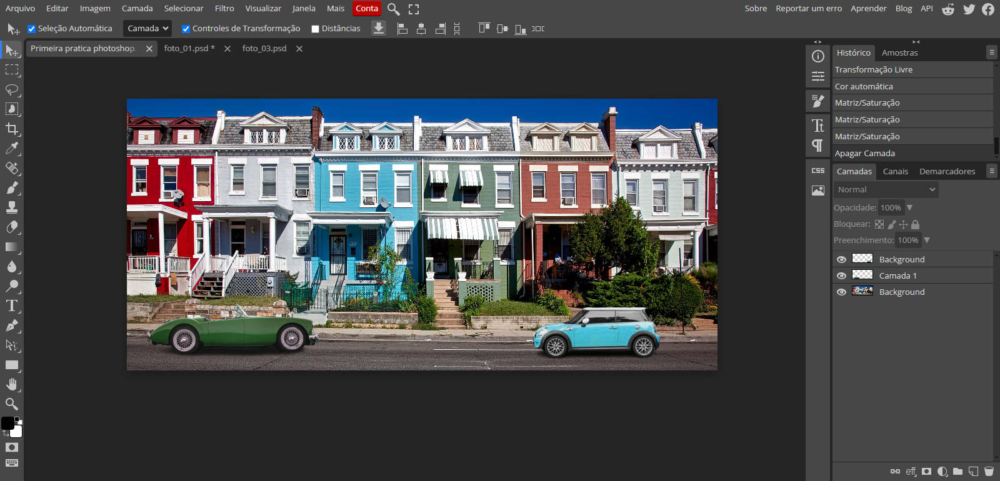 Arquivo Editar Imagem Camada Selecionar Filtro Visualizar Janela Mais Conta Sobre Reportar um erro Aprender Blog API
Seleção Automática Camada Controles de Transformação Distâncias
Primeira pratica photoshop. foto_01.psd * foto_03.psd
Histórico Amostras
Transformação Livre
Cor automática
Matriz/Saturação
Matriz/Saturação
Matriz/Saturação
Apagar Camada
CSS
Camadas Canais Demarcadores
Normal
Opacidade: 100%
Bloquear:
Preenchimento: 100%
Background
Camada 1
Background
eff